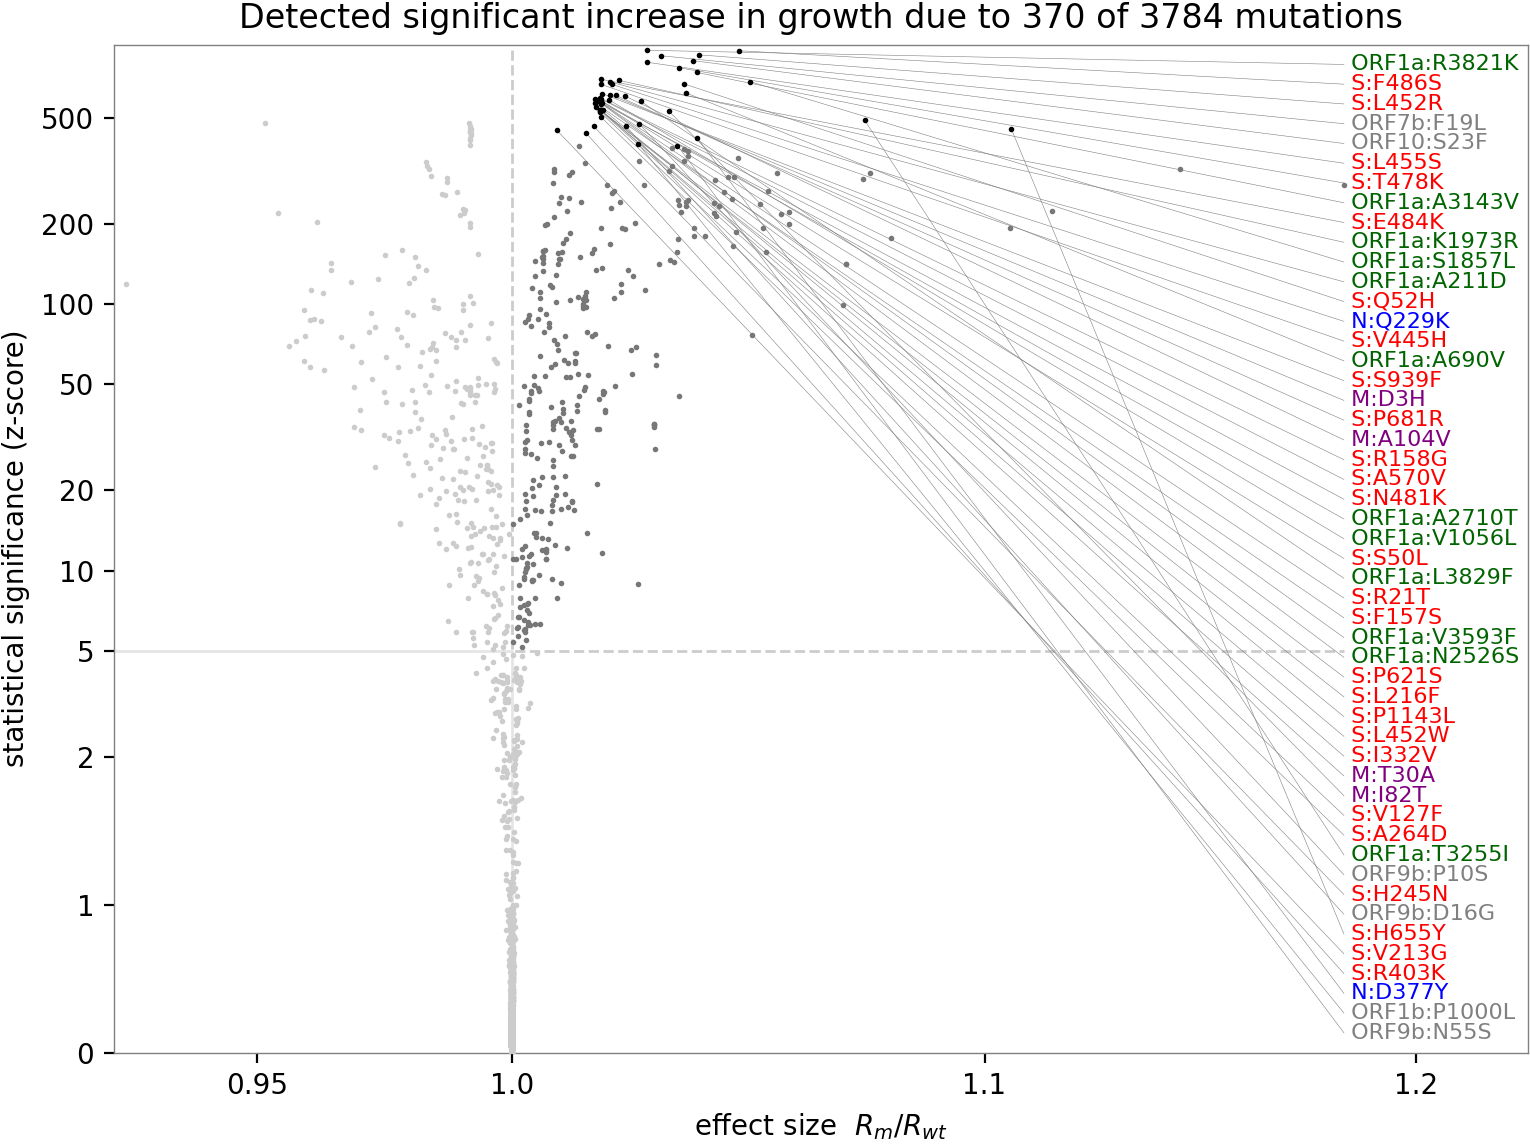 Detected significant increase in growth due to 370 of 3784 mutations
statistical significance (z-score)
500
200
100
50
20
10
5
2
1
0
ORF1a:R3821K
S:F486S
S:L452R
ORF7b:F19L
ORF10:S23F
S:L455S
S:T478K
ORF1a:A3143V
S:E484K
ORF1a:K1973R
ORF1a:S1857L
ORF1a:A211D
S:Q52H
N:Q229K
S:V445H
ORF1a:A690V
S:S939F
M:D3H
S:P681R
M:A104V
S:R158G
S:A570V
S:N481K
ORF1a:A2710T
ORF1a:V1056L
S:S50L
ORF1a:L3829F
S:R21T
S:F157S
ORF1a:V3593F
ORF1a:N2526S
S:P621S
S:L216F
S:P1143L
S:L452W
S:I332V
M:T30A
M:I82T
S:V127F
S:A264D
ORF1a:T3255I
ORF9b:P10S
S:H245N
ORF9b:D16G
S:H655Y
S:V213G
S:R403K
N:D377Y
ORF1b:P1000L
ORF9b:N55S
0.95
1.0
1.1
1.2
effect size Rm/Rwt